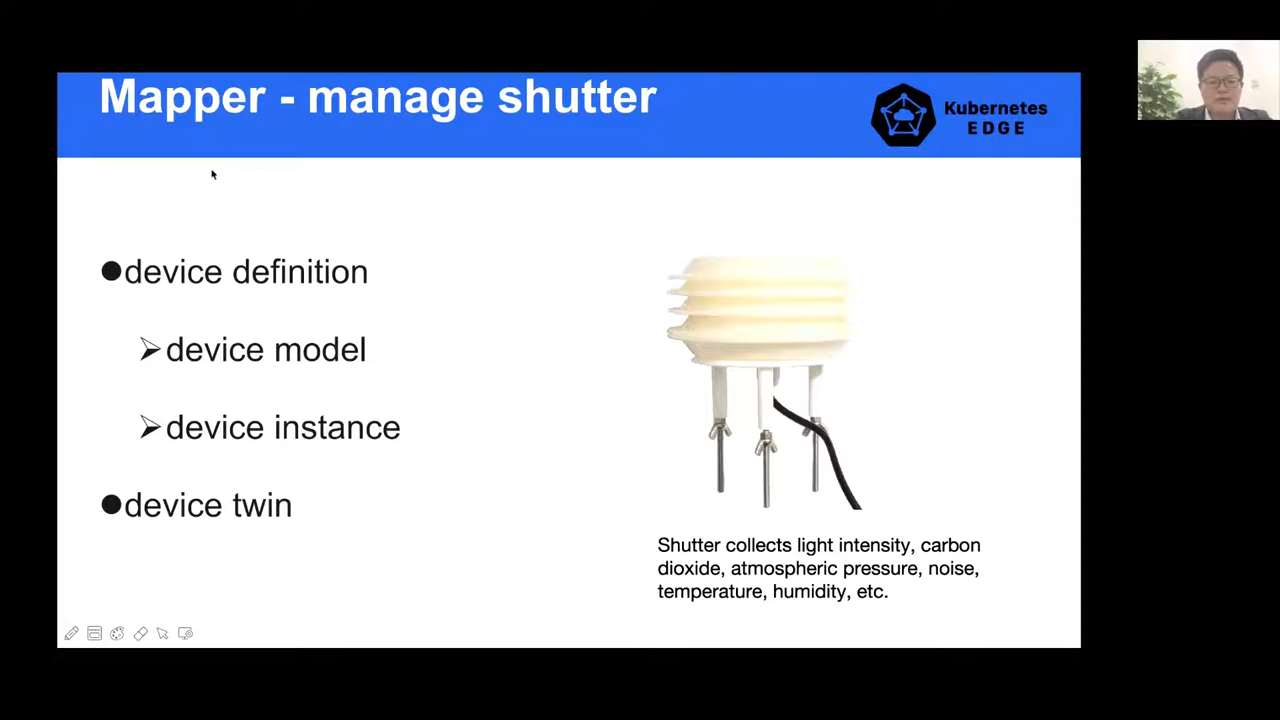 Mapper - manage shutter
Kubernetes
EDGE
●device definition
➢device model
➢device instance
●device twin
Shutter collects light intensity, carbon
dioxide, atmospheric pressure, noise,
temperature, humidity, etc.